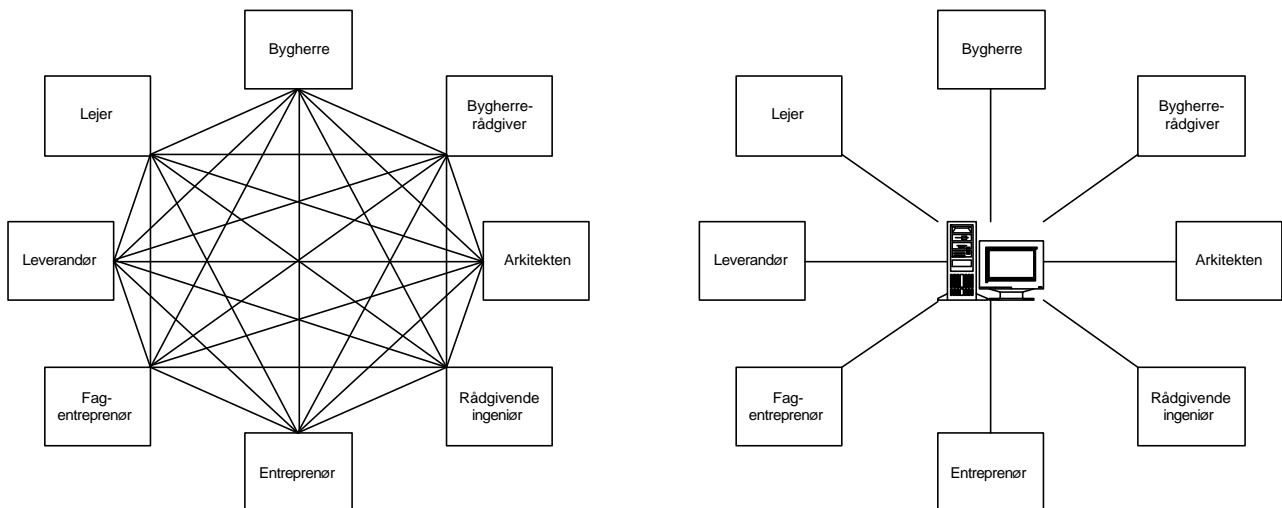 Bygherre
Lejer
Bygherre-
rådgiver
Leverandør
Arkitekten
Fag-
entreprenør
Rådgivende
ingeniør
Entreprenør
Bygherre
Lejer
Bygherre-
rådgiver
Leverandør
Arkitekten
Fag-
entreprenør
Rådgivende
ingeniør
Entreprenør